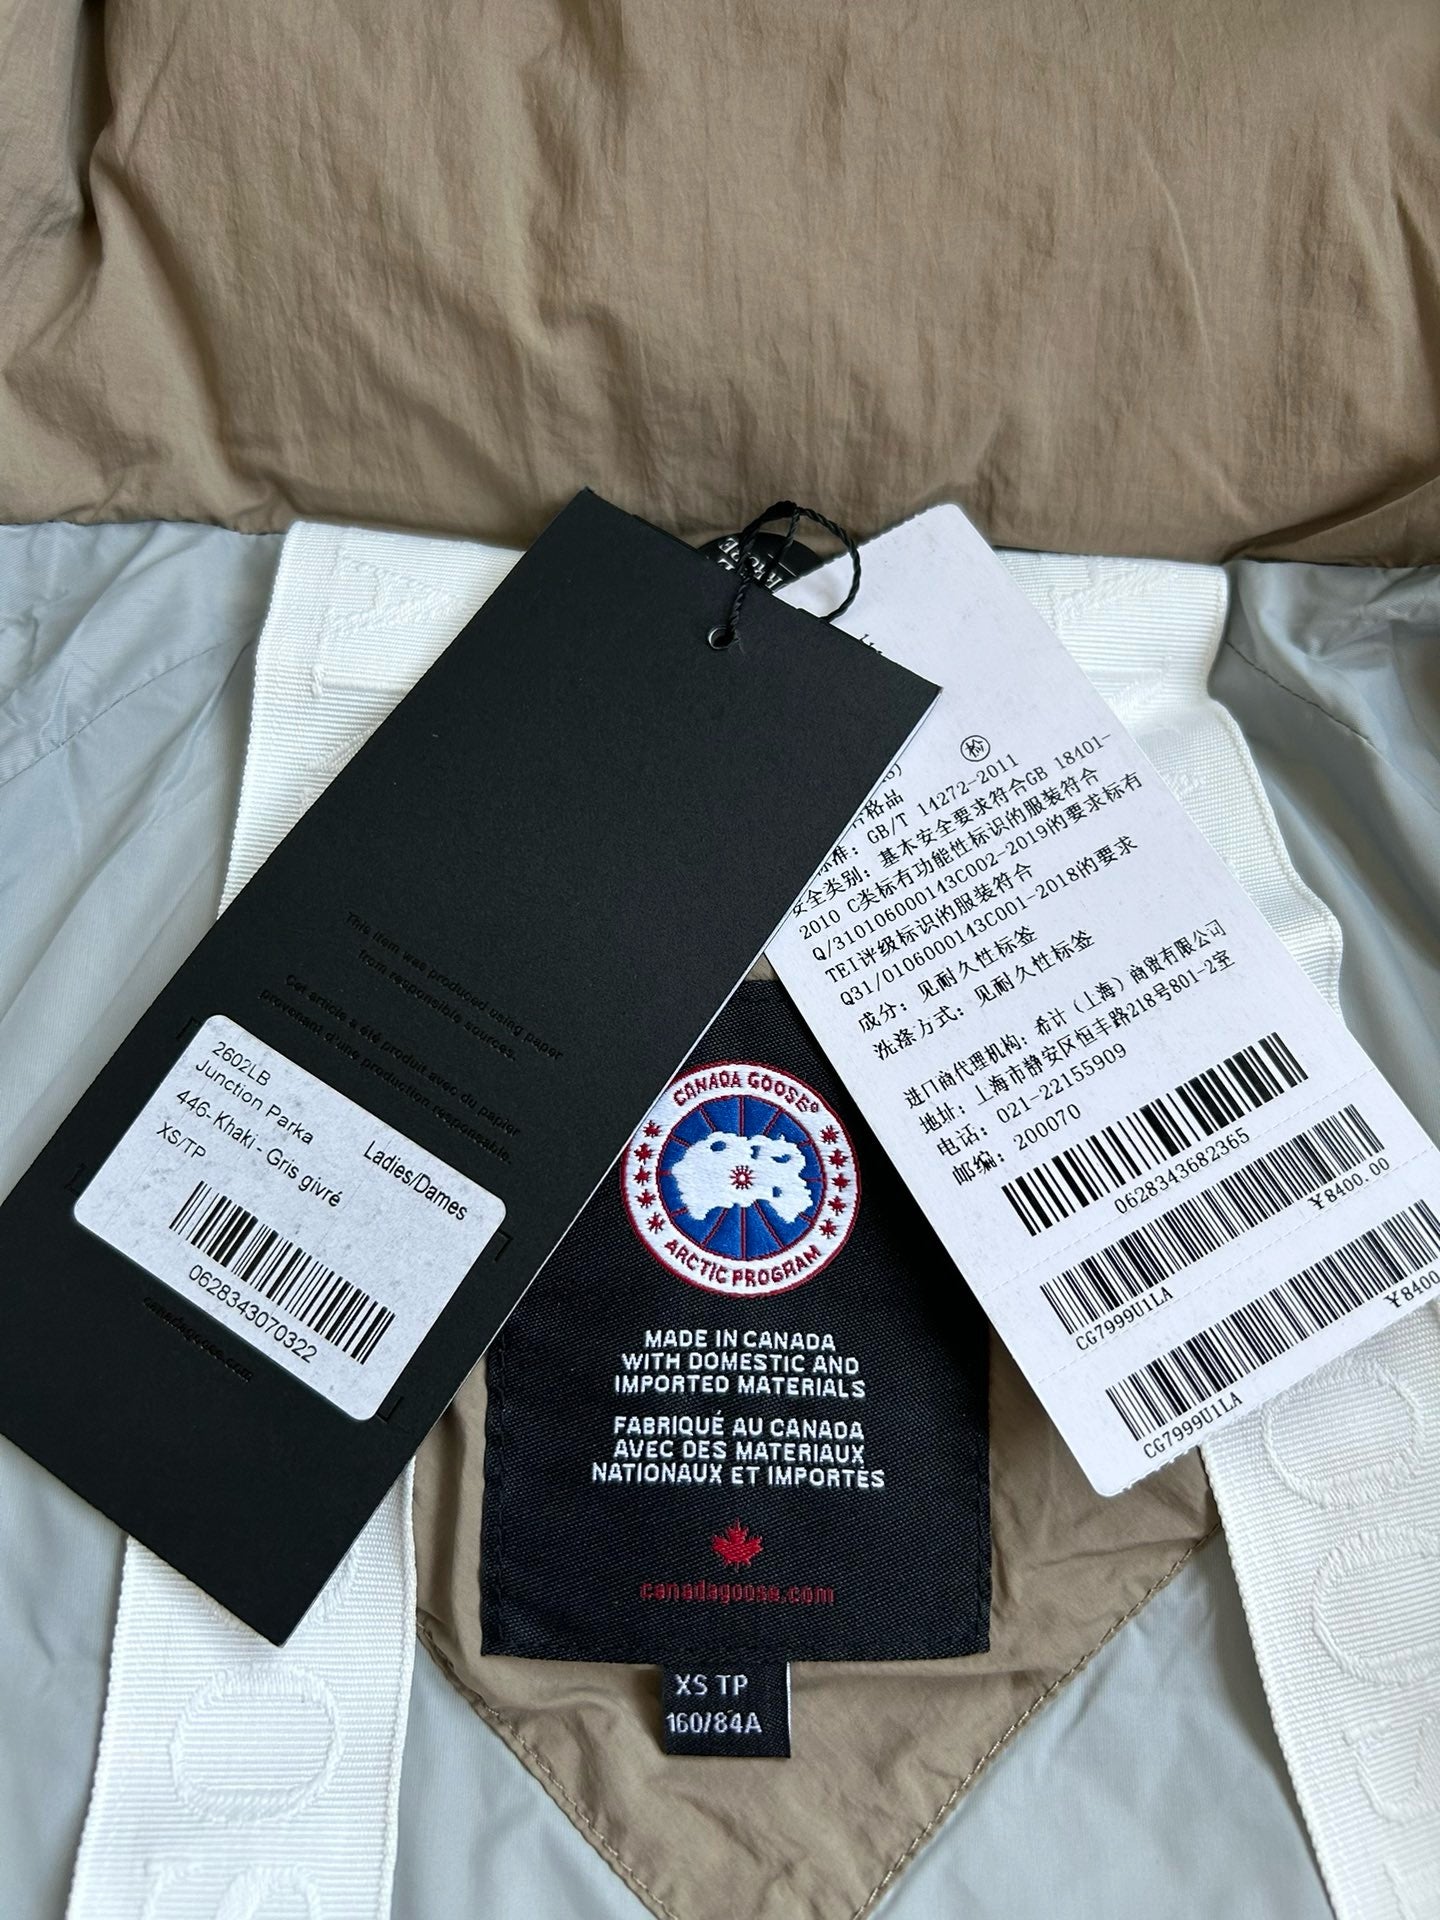 This item was produced using paper
from responsible sources.
Cet article a été produit avec du papier
provenant d'une production responsable.
2602LB
Junction Parka
446-Khaki - Gris givré
XS/TP
Ladies/Dames
0628343070322
canadagoose.com
检
格品
GB/T 14272-2011
安全类别: 基本安全要求符合GB 18401-
2010 C类标有功能性标识的服装符合
Q/310106000143C002-2019的要求标有
TEI评级标识的服装符合
Q31/0106000143C001-2018的要求
成分: 见耐久性标签
洗涤方式: 见耐久性标签
进口商代理机构: 希计(上海)商贸有限公司
地址: 上海市静安区恒丰路218号801-2室
电话: 021-22155909
邮编: 200070
0628343682365
¥8400.00
CG7999U1LA
¥8400
CG7999U1LA
CANADA GOOSE®
ARCTIC PROGRAM
MADE IN CANADA
WITH DOMESTIC AND
IMPORTED MATERIALS
FABRIQUÉ AU CANADA
AVEC DES MATERIAUX
NATIONAUX ET IMPORTÉS
canadagoose.com
XS TP
160/84A